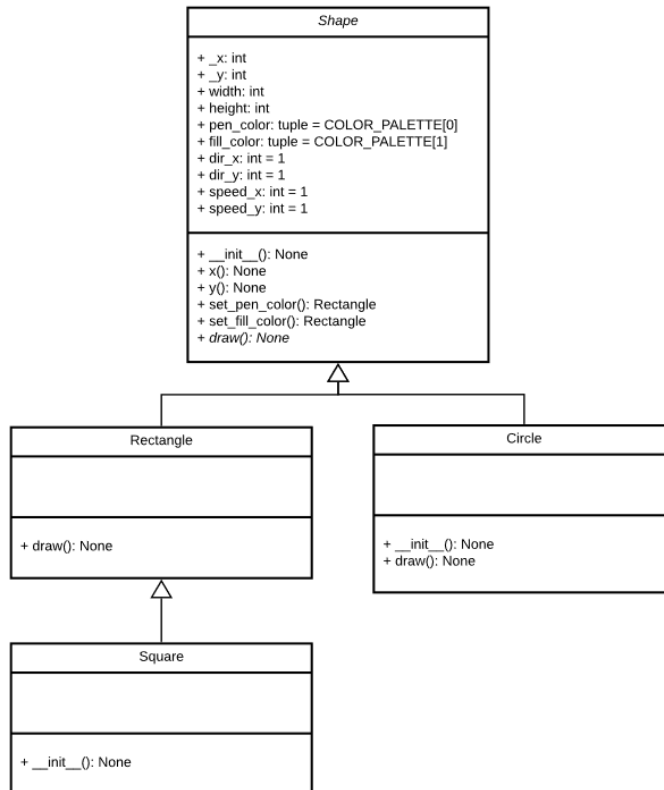 Shape
+ _x: int
+ _y: int
+ width: int
+ height: int
+ pen_color: tuple = COLOR_PALETTE[0]
+ fill_color: tuple = COLOR_PALETTE[1]
+ dir_x: int = 1
+ dir_y: int = 1
+ speed_x: int = 1
+ speed_y: int = 1
+ __init__(): None
+ x(): None
+ y(): None
+ set_pen_color(): Rectangle
+ set_fill_color(): Rectangle
+ draw(): None
Rectangle
+ draw(): None
Circle
+ __init__(): None
+ draw(): None
Square
+ __init__(): None